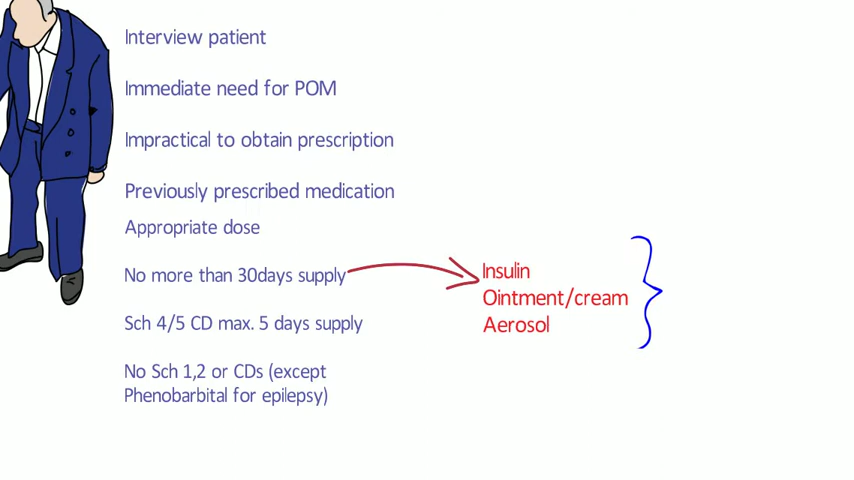 Interview patient
Immediate need for POM
Impractical to obtain prescription
Previously prescribed medication
Appropriate dose
No more than 30days supply
Insulin
Ointment/cream
Aerosol
Sch 4/5 CD max. 5 days supply
No Sch 1,2 or CDs (except
Phenobarbital for epilepsy)